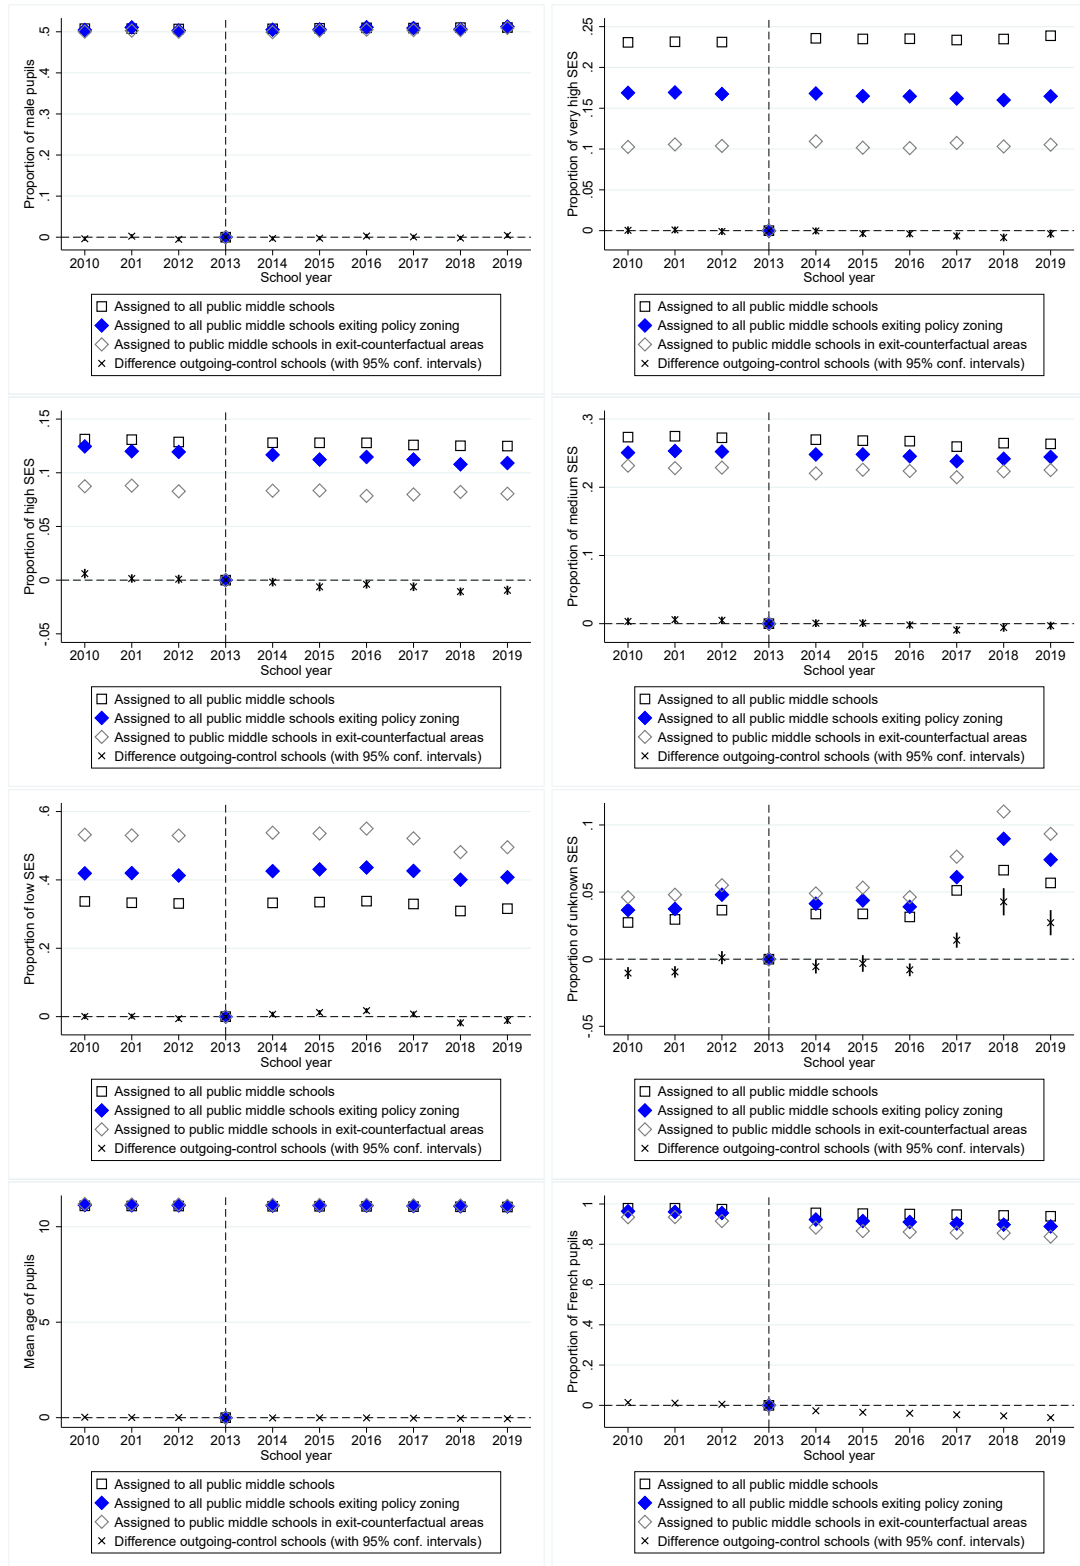 Proportion of male pupils
.5
.4
.3
.2
.1
0
2010 201 2012 2013 2014 2015 2016 2017 2018 2019
School year
Assigned to all public middle schools
Assigned to all public middle schools exiting policy zoning
Assigned to public middle schools in exit-counterfactual areas
Difference outgoing-control schools (with 95% conf. intervals)
Proportion of very high SES
.25
.2
.15
.1
.05
0
2010 201 2012 2013 2014 2015 2016 2017 2018 2019
School year
Assigned to all public middle schools
Assigned to all public middle schools exiting policy zoning
Assigned to public middle schools in exit-counterfactual areas
Difference outgoing-control schools (with 95% conf. intervals)
Proportion of high SES
.15
.1
.05
0
-.05
2010 201 2012 2013 2014 2015 2016 2017 2018 2019
School year
Assigned to all public middle schools
Assigned to all public middle schools exiting policy zoning
Assigned to public middle schools in exit-counterfactual areas
Difference outgoing-control schools (with 95% conf. intervals)
Proportion of medium SES
.3
.2
.1
0
2010 201 2012 2013 2014 2015 2016 2017 2018 2019
School year
Assigned to all public middle schools
Assigned to all public middle schools exiting policy zoning
Assigned to public middle schools in exit-counterfactual areas
Difference outgoing-control schools (with 95% conf. intervals)
Proportion of low SES
.6
.4
.2
0
2010 201 2012 2013 2014 2015 2016 2017 2018 2019
School year
Assigned to all public middle schools
Assigned to all public middle schools exiting policy zoning
Assigned to public middle schools in exit-counterfactual areas
Difference outgoing-control schools (with 95% conf. intervals)
Proportion of unknown SES
.1
.05
0
-.05
2010 201 2012 2013 2014 2015 2016 2017 2018 2019
School year
Assigned to all public middle schools
Assigned to all public middle schools exiting policy zoning
Assigned to public middle schools in exit-counterfactual areas
Difference outgoing-control schools (with 95% conf. intervals)
Mean age of pupils
10
5
0
2010 201 2012 2013 2014 2015 2016 2017 2018 2019
School year
Assigned to all public middle schools
Assigned to all public middle schools exiting policy zoning
Assigned to public middle schools in exit-counterfactual areas
Difference outgoing-control schools (with 95% conf. intervals)
Proportion of French pupils
1
.8
.6
.4
.2
0
2010 201 2012 2013 2014 2015 2016 2017 2018 2019
School year
Assigned to all public middle schools
Assigned to all public middle schools exiting policy zoning
Assigned to public middle schools in exit-counterfactual areas
Difference outgoing-control schools (with 95% conf. intervals)